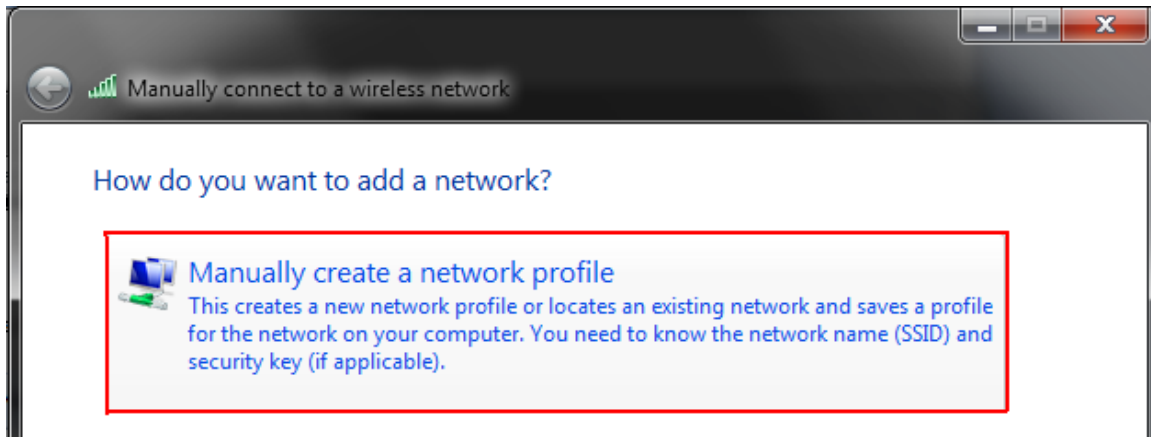 Manually connect to a wireless network
How do you want to add a network?
Manually create a network profile
This creates a new network profile or locates an existing network and saves a profile
for the network on your computer. You need to know the network name (SSID) and
security key (if applicable).